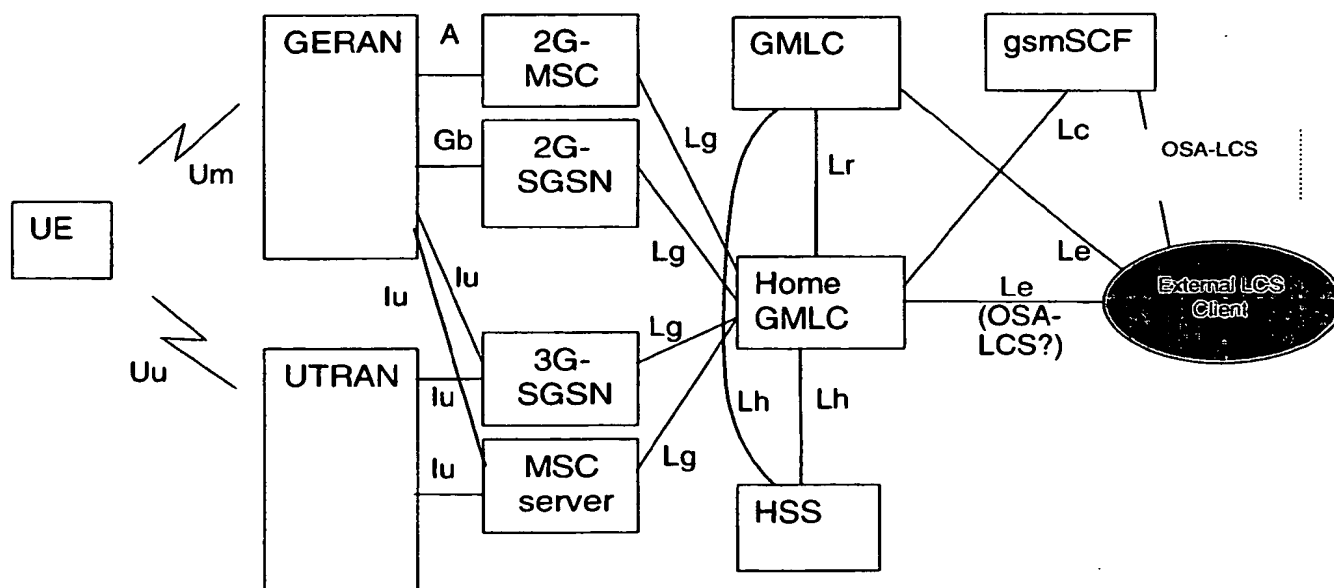 GERAN
A
2G-
MSC
GMLC
gsmSCF
Gb
2G-
SGSN
Lg
Lr
Lc
OSA-LCS
Um
UE
Lg
Iu
Iu
Home
GMLC
Le
Le
(OSA-
LCS?)
External LCS
Client
Uu
UTRAN
3G-
SGSN
Lg
Iu
Lh
Lh
Iu
MSC
server
Lg
HSS